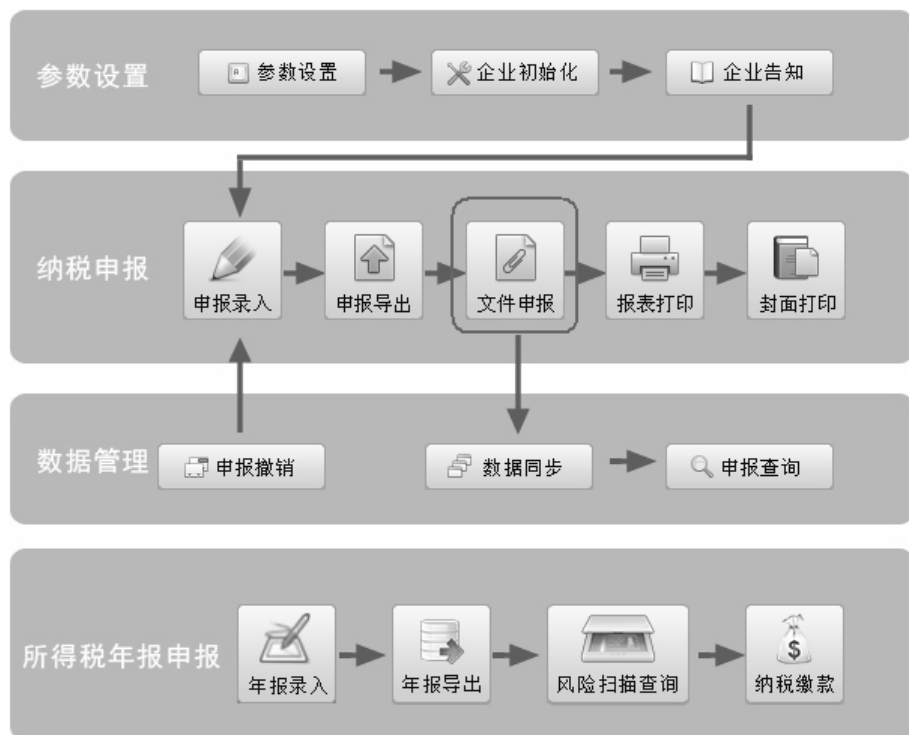 参数设置
参数设置
企业初始化
企业告知
纳税申报
申报录入
申报导出
文件申报
报表打印
封面打印
数据管理
申报撤销
数据同步
申报查询
所得税年报申报
年报录入
年报导出
风险扫描查询
纳税缴款